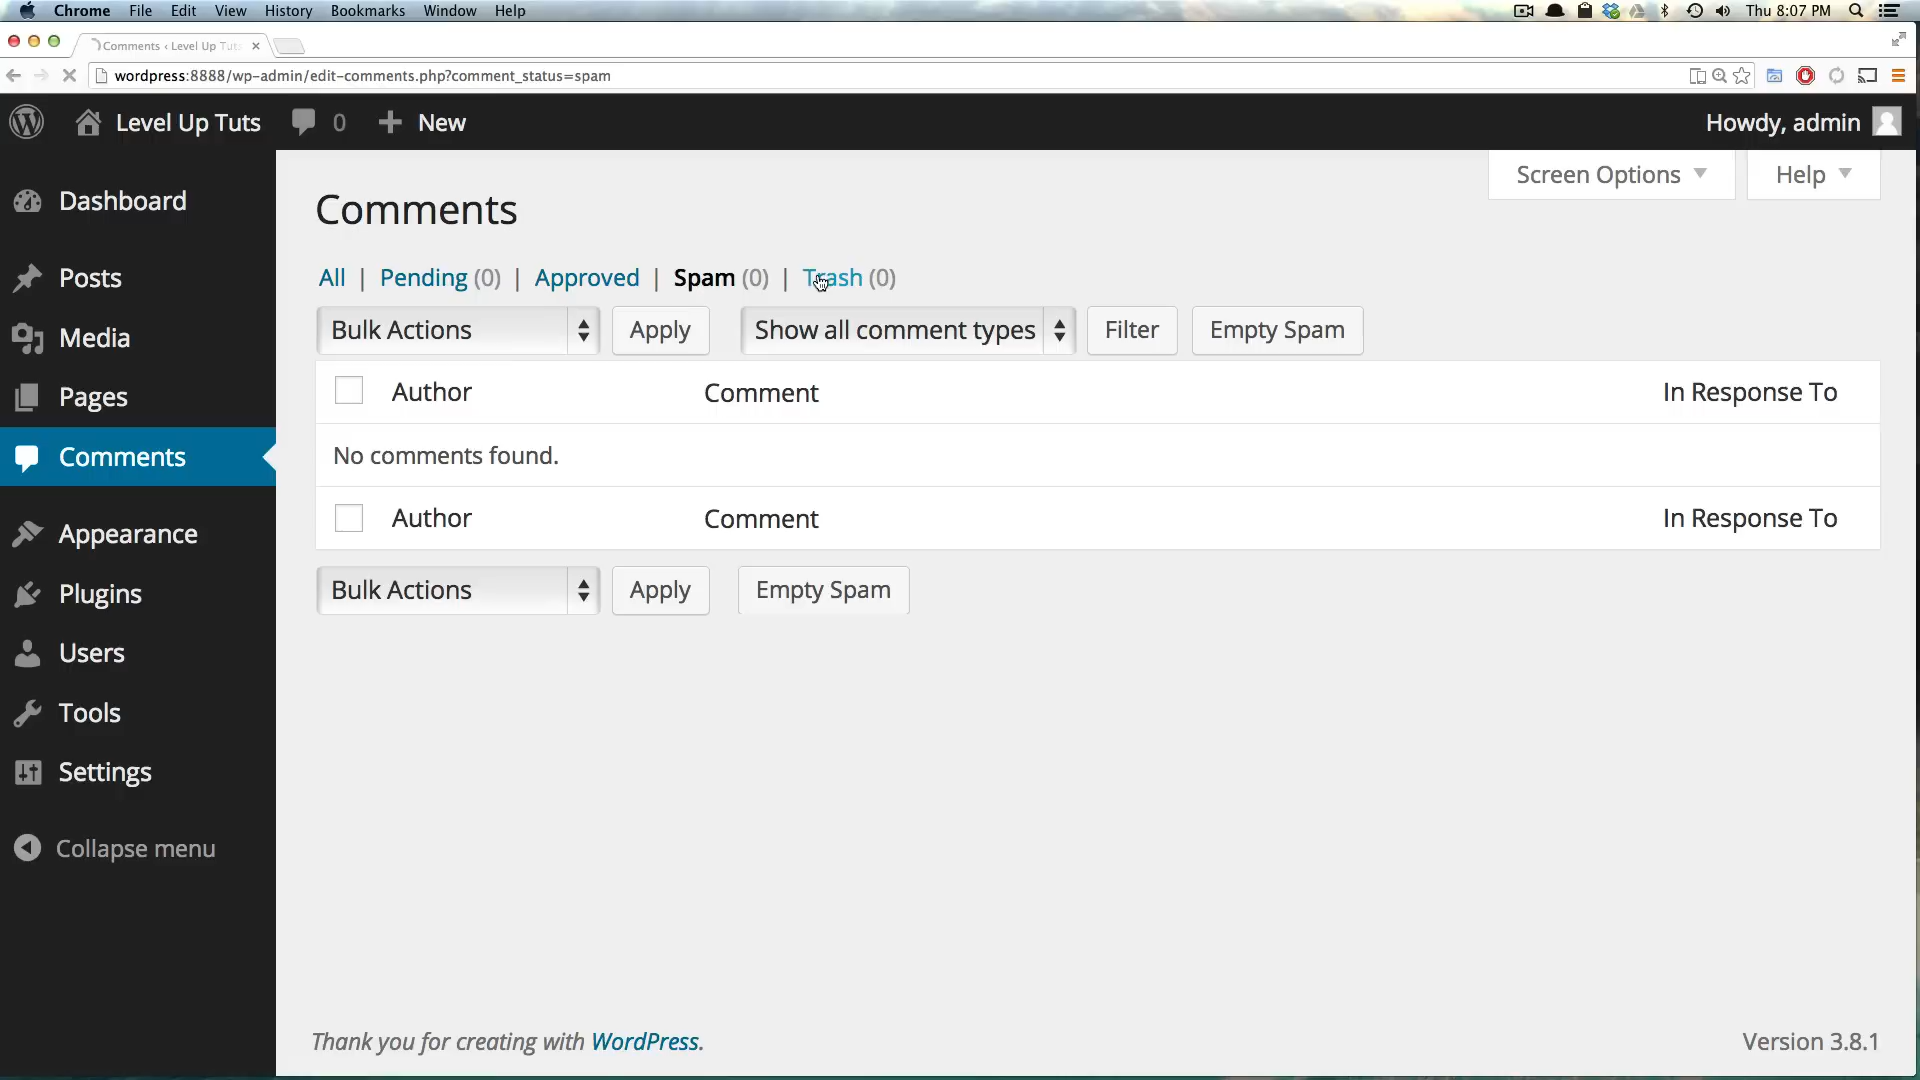 Chrome File Edit View History Bookmarks Window Help Thu 8:07 PM
Comments ‹ Level Up Tuts
wordpress:8888/wp-admin/edit-comments.php?comment_status=spam
Level Up Tuts 0 New Howdy, admin
Screen Options Help
Dashboard
Posts
Media
Pages
Comments
Appearance
Plugins
Users
Tools
Settings
Collapse menu
Comments
All | Pending (0) | Approved | Spam (0) | Trash (0)
Bulk Actions Apply Show all comment types Filter Empty Spam
Author Comment In Response To
No comments found.
Author Comment In Response To
Bulk Actions Apply Empty Spam
Thank you for creating with WordPress. Version 3.8.1